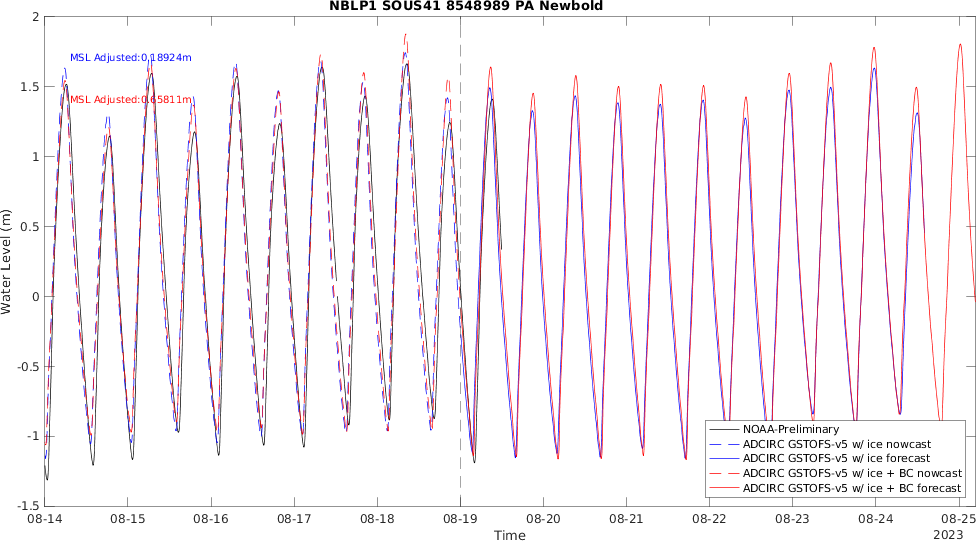 NBLP1 SOUS41 8548989 PA Newbold
MSL Adjusted:0.18924m
MSL Adjusted:0.65811m
2
1.5
1
0.5
0
-0.5
-1
-1.5
Water Level (m)
08-14
08-15
08-16
08-17
08-18
08-19
08-20
08-21
08-22
08-23
08-24
08-25
Time
2023
NOAA-Preliminary
ADCIRC GSTOFS-v5 w/ ice nowcast
ADCIRC GSTOFS-v5 w/ ice forecast
ADCIRC GSTOFS-v5 w/ ice + BC nowcast
ADCIRC GSTOFS-v5 w/ ice + BC forecast